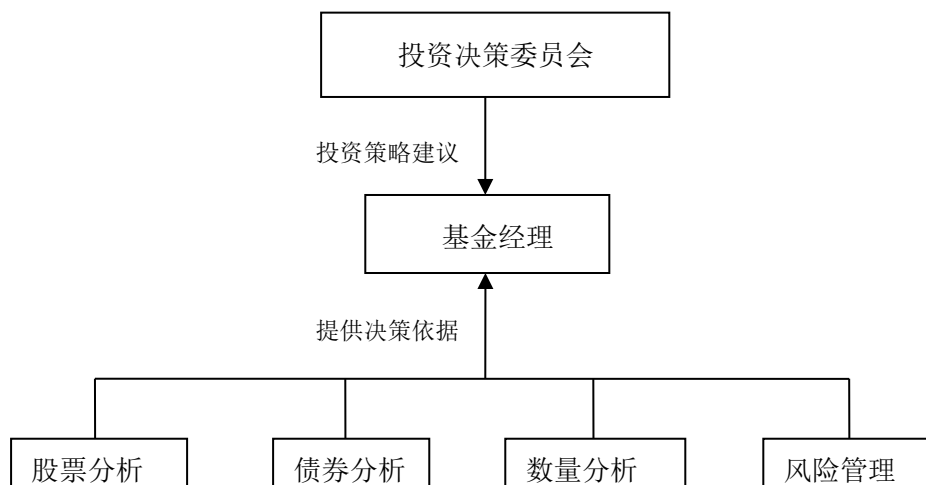 投资决策委员会
投资策略建议
基金经理
提供决策依据
股票分析
债券分析
数量分析
风险管理